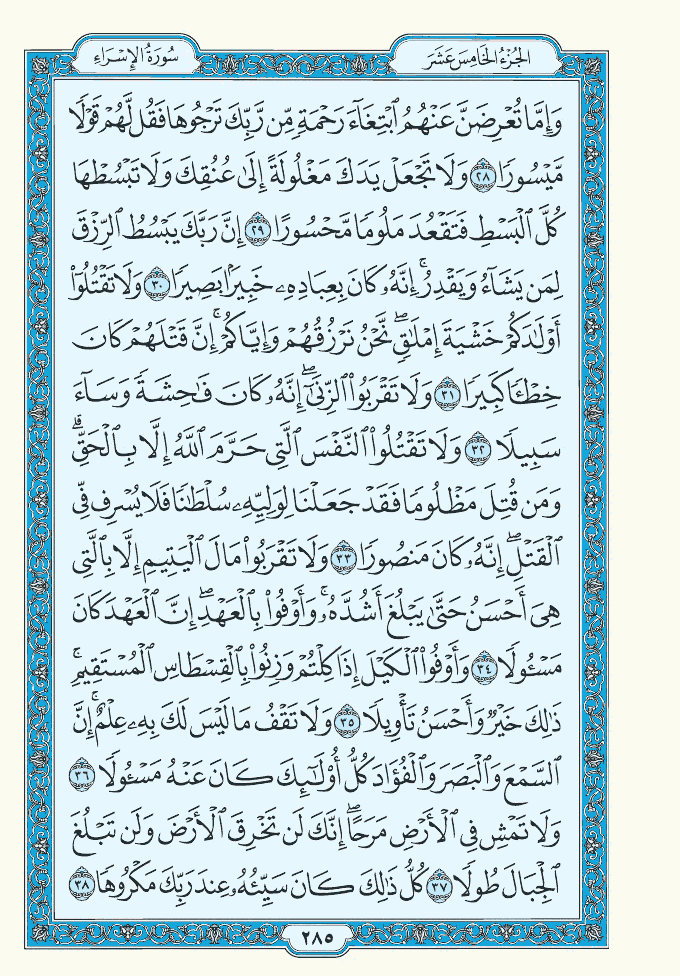 الجُزْءُ الخَامِسَ عَشَرَ
سُورَةُ الإِسْرَاءِ
وَإِمَّا تُعْرِضَنَّ عَنْهُمُ ٱبْتِغَآءَ رَحْمَةٍ مِّن رَّبِّكَ تَرْجُوهَا فَقُل لَّهُمْ قَوْلًا
مَّيْسُورًا ٢٨ وَلَا تَجْعَلْ يَدَكَ مَغْلُولَةً إِلَىٰ عُنُقِكَ وَلَا تَبْسُطْهَا
كُلَّ ٱلْبَسْطِ فَتَقْعُدَ مَلُومًا مَّحْسُورًا ٢٩ إِنَّ رَبَّكَ يَبْسُطُ ٱلرِّزْقَ
لِمَن يَشَآءُ وَيَقْدِرُ ۚ إِنَّهُۥ كَانَ بِعِبَادِهِۦ خَبِيرًۢا بَصِيرًا ٣٠ وَلَا تَقْتُلُوٓا۟
أَوْلَٰدَكُمْ خَشْيَةَ إِمْلَٰقٍ ۖ نَّحْنُ نَرْزُقُهُمْ وَإِيَّاكُمْ ۚ إِنَّ قَتْلَهُمْ كَانَ
خِطْـًٔا كَبِيرًا ٣١ وَلَا تَقْرَبُوا۟ ٱلزِّنَىٰٓ ۖ إِنَّهُۥ كَانَ فَٰحِشَةً وَسَآءَ
سَبِيلًا ٣٢ وَلَا تَقْتُلُوا۟ ٱلنَّفْسَ ٱلَّتِى حَرَّمَ ٱللَّهُ إِلَّا بِٱلْحَقِّ ۗ
وَمَن قُتِلَ مَظْلُومًا فَقَدْ جَعَلْنَا لِوَلِيِّهِۦ سُلْطَٰنًا فَلَا يُسْرِف فِّى
ٱلْقَتْلِ ۖ إِنَّهُۥ كَانَ مَنصُورًا ٣٣ وَلَا تَقْرَبُوا۟ مَالَ ٱلْيَتِيمِ إِلَّا بِٱلَّتِى
هِىَ أَحْسَنُ حَتَّىٰ يَبْلُغَ أَشُدَّهُۥ ۚ وَأَوْفُوا۟ بِٱلْعَهْدِ ۖ إِنَّ ٱلْعَهْدَ كَانَ
مَسْـُٔولًا ٣٤ وَأَوْفُوا۟ ٱلْكَيْلَ إِذَا كِلْتُمْ وَزِنُوا۟ بِٱلْقِسْطَاسِ ٱلْمُسْتَقِيمِ ۚ
ذَٰلِكَ خَيْرٌ وَأَحْسَنُ تَأْوِيلًا ٣٥ وَلَا تَقْفُ مَا لَيْسَ لَكَ بِهِۦ عِلْمٌ ۚ إِنَّ
ٱلسَّمْعَ وَٱلْبَصَرَ وَٱلْفُؤَادَ كُلُّ أُو۟لَٰٓئِكَ كَانَ عَنْهُ مَسْـُٔولًا ٣٦
وَلَا تَمْشِ فِى ٱلْأَرْضِ مَرَحًا ۖ إِنَّكَ لَن تَخْرِقَ ٱلْأَرْضَ وَلَن تَبْلُغَ
ٱلْجِبَالَ طُولًا ٣٧ كُلُّ ذَٰلِكَ كَانَ سَيِّئُهُۥ عِندَ رَبِّكَ مَكْرُوهًا ٣٨
٢٨٥